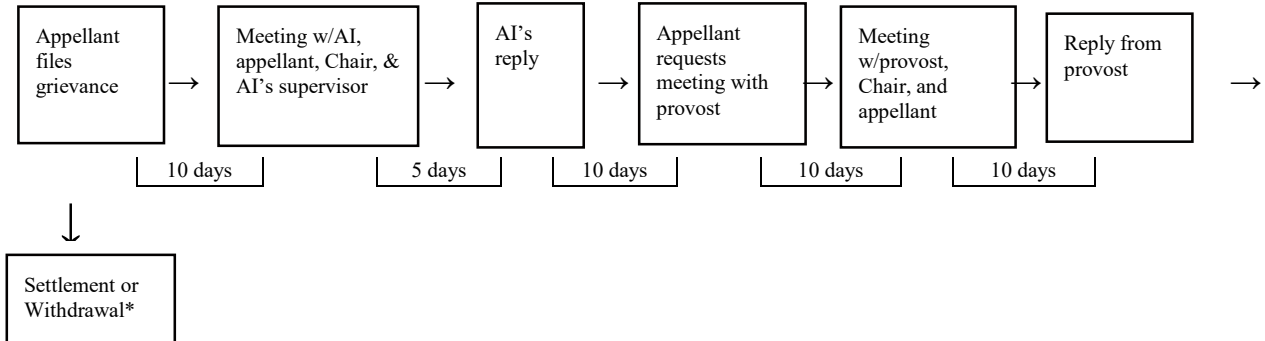 Appellant
files
grievance
Meeting w/AI,
appellant, Chair, &
AI’s supervisor
AI’s
reply
Appellant
requests
meeting with
provost
Meeting
w/provost,
Chair, and
appellant
Reply from
provost
10 days
5 days
10 days
10 days
10 days
Settlement or
Withdrawal*